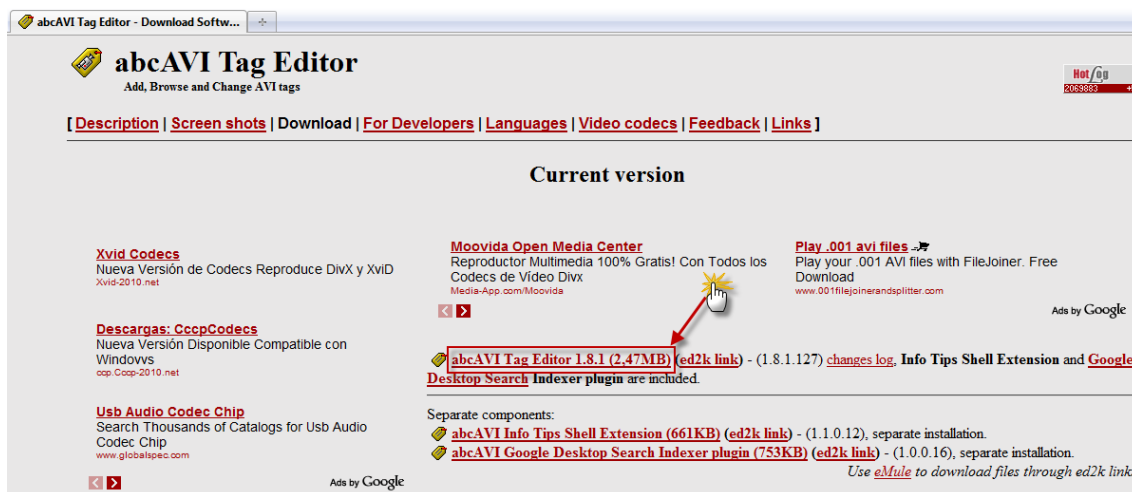 abcAVI Tag Editor - Download Softw...
abcAVI Tag Editor
Add, Browse and Change AVI tags
HotLog
2069883 +
[ Description | Screen shots | Download | For Developers | Languages | Video codecs | Feedback | Links ]
Current version
Xvid Codecs
Nueva Versión de Codecs Reproduce DivX y XviD
Xvid-2010.net
Descargas: CccpCodecs
Nueva Versión Disponible Compatible con
Windovvs
ccp.Cccp-2010.net
Usb Audio Codec Chip
Search Thousands of Catalogs for Usb Audio
Codec Chip
www.globalspec.com
Ads by Google
Moovida Open Media Center
Reproductor Multimedia 100% Gratis! Con Todos los
Codecs de Vídeo Divx
Media-App.com/Moovida
Play .001 avi files
Play your .001 AVI files with FileJoiner. Free
Download
www.001filejoinerandsplitter.com
Ads by Google
abcAVI Tag Editor 1.8.1 (2,47MB) (ed2k link) - (1.8.1.127) changes log, Info Tips Shell Extension and Google
Desktop Search Indexer plugin are included.
Separate components:
abcAVI Info Tips Shell Extension (661KB) (ed2k link) - (1.1.0.12), separate installation.
abcAVI Google Desktop Search Indexer plugin (753KB) (ed2k link) - (1.0.0.16), separate installation.
Use eMule to download files through ed2k link